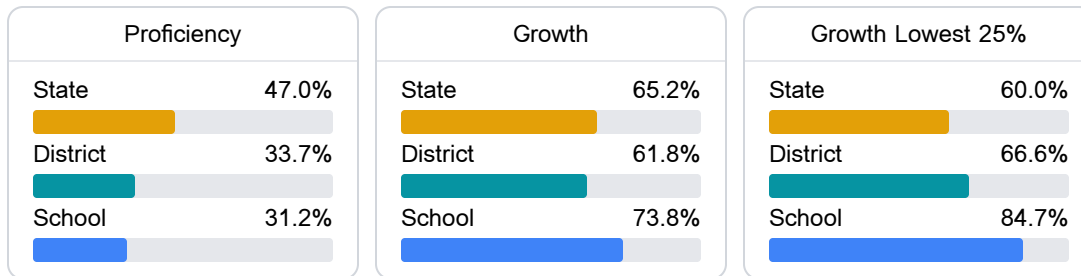 Proficiency
State 47.0%
District 33.7%
School 31.2%
Growth
State 65.2%
District 61.8%
School 73.8%
Growth Lowest 25%
State 60.0%
District 66.6%
School 84.7%